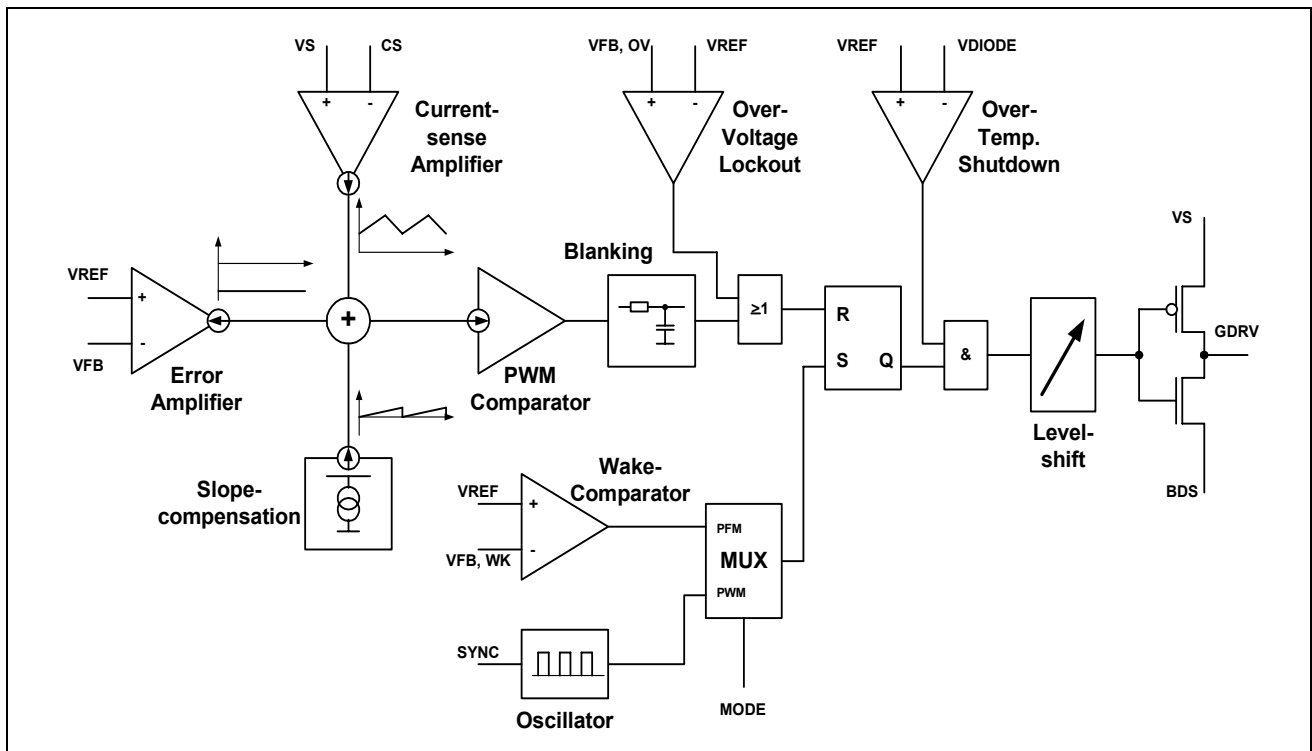 VS
CS
VFB, OV
VREF
VREF
VDIODE
+
-
+
-
+
-
Current-
sense
Amplifier
Over-
Voltage
Lockout
Over-
Temp.
Shutdown
VS
Blanking
VREF
+
+
≥1
R
GDRV
VFB
-
S
Q
&
Error
Amplifier
PWM
Comparator
Level-
shift
Wake-
Comparator
Slope-
compensation
VREF
+
BDS
VFB, WK
-
PFM
MUX
PWM
SYNC
MODE
Oscillator